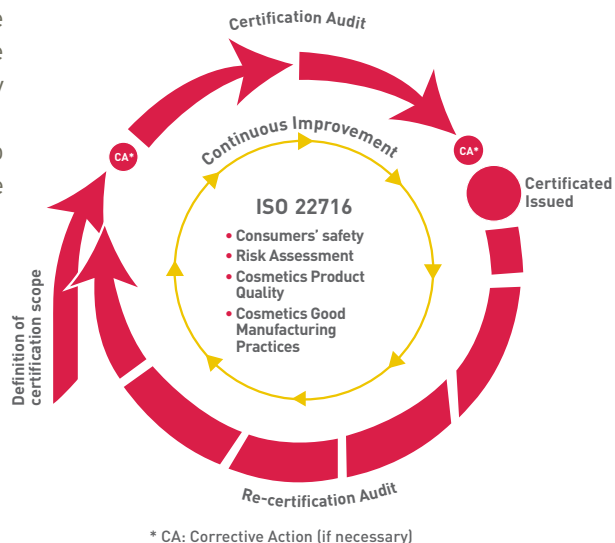 Certification Audit
CA*
CA*
Certificated
Issued
Continuous Improvement
ISO 22716
• Consumers' safety
• Risk Assessment
• Cosmetics Product
Quality
• Cosmetics Good
Manufacturing
Practices
Definition of
certification scope
Re-certification Audit
* CA: Corrective Action (if necessary)